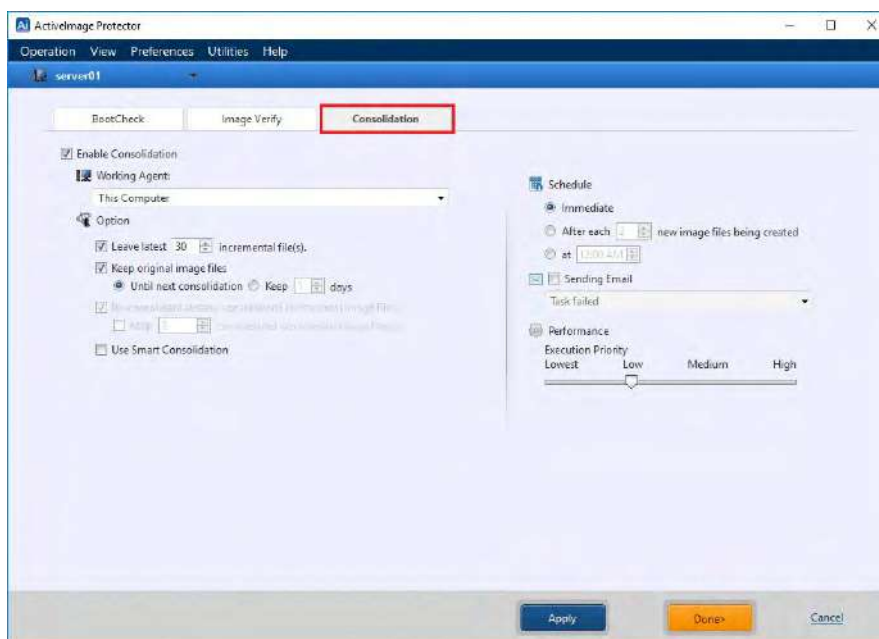 ActiveImage Protector
Operation View Preferences Utilities Help
server01
BootCheck Image Verify Consolidation
Enable Consolidation
Working Agent:
This Computer
Option
Leave latest 30 incremental file(s).
Keep original image files
Until next consolidation Keep days
Use Smart Consolidation
Schedule
Immediate
After each 2 new image files being created
at 12:00 AM
Sending Email
Task failed
Performance
Execution Priority
Lowest Low Medium High
Apply Done> Cancel